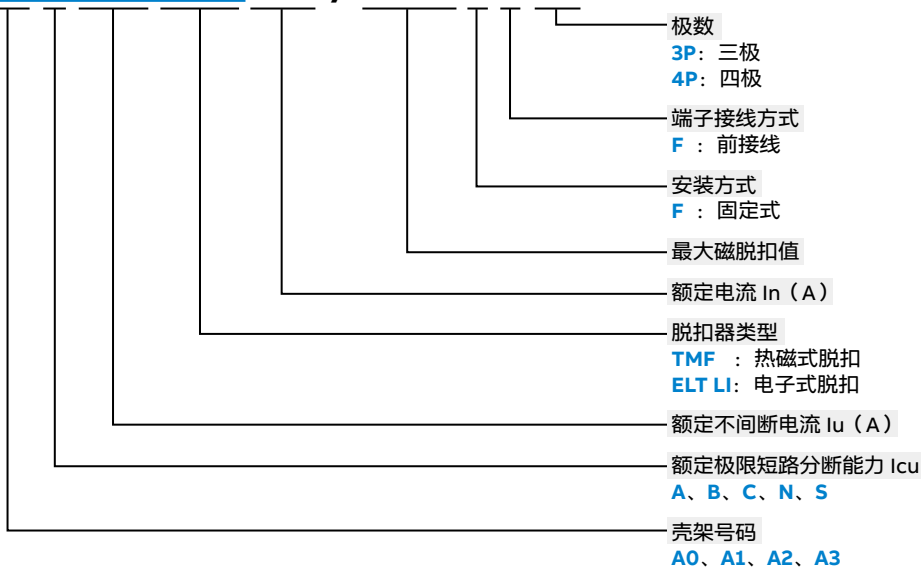 极数
3P：三极
4P：四极
端子接线方式
F ：前接线
安装方式
F ：固定式
最大磁脱扣值
额定电流 In（A）
脱扣器类型
TMF ：热磁式脱扣
ELT LI：电子式脱扣
额定不间断电流 Iu（A）
额定极限短路分断能力 Icu
A、B、C、N、S
壳架号码
A0、A1、A2、A3